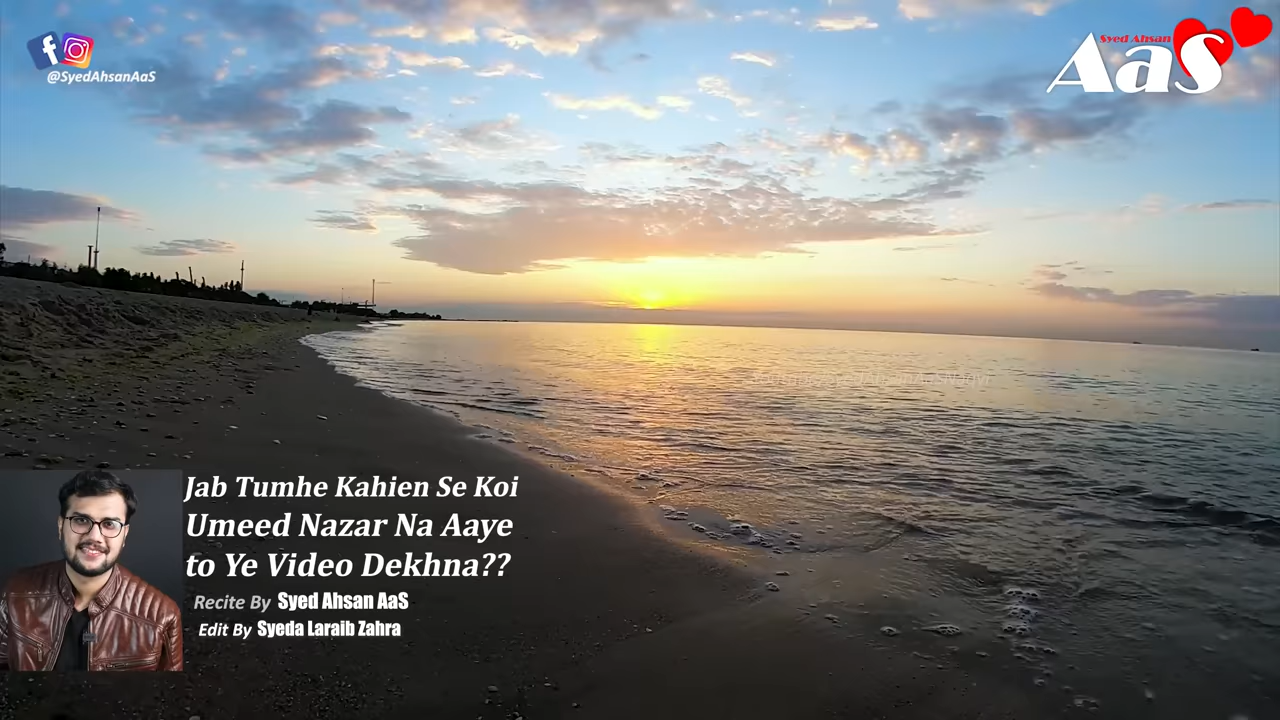 @SyedAhsanAaS
Syed Ahsan
AaS
Jab Tumhe Kahien Se Koi
Umeed Nazar Na Aaye
to Ye Video Dekhna??
Recite By Syed Ahsan AaS
Edit By Syeda Laraib Zahra